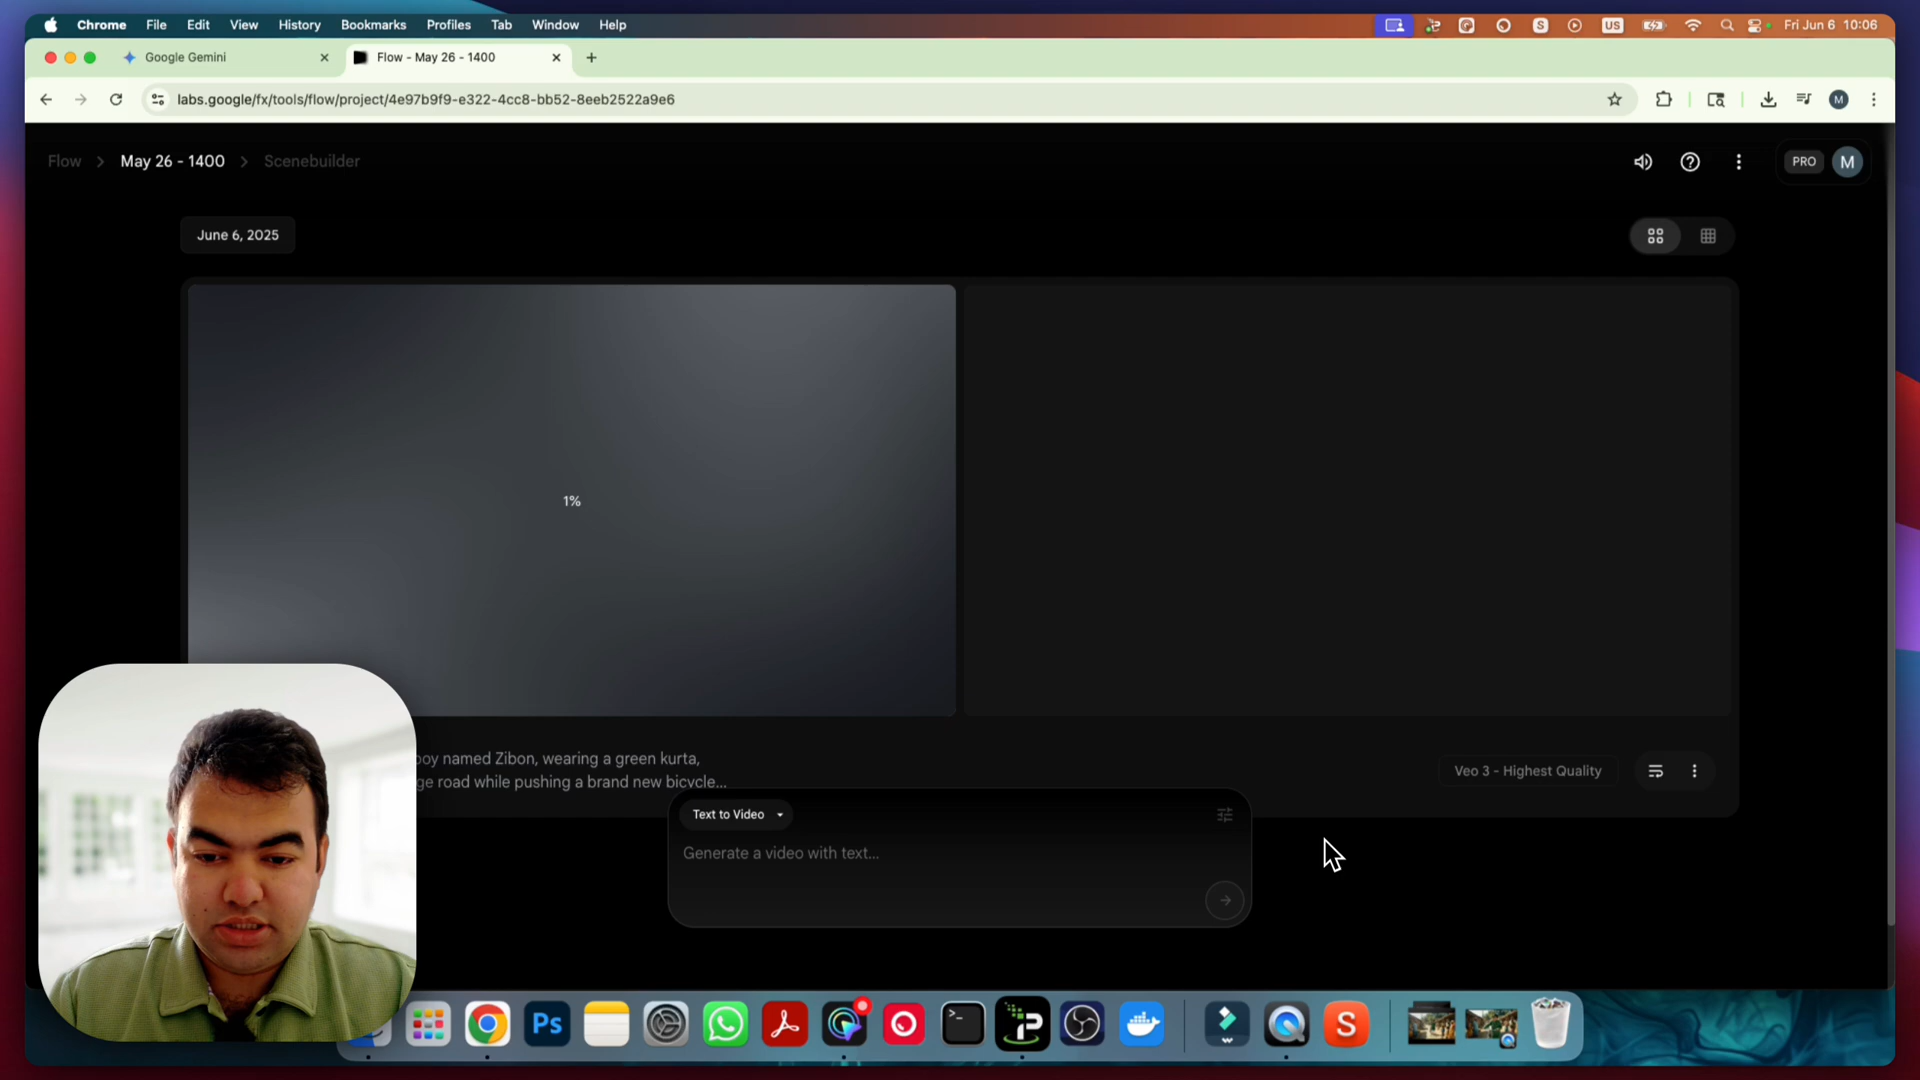 Chrome File Edit View History Bookmarks Profiles Tab Window Help US Fri Jun 6 10:06
Google Gemini Flow - May 26 - 1400
labs.google/fx/tools/flow/project/4e97b9f9-e322-4cc8-bb52-8eeb2522a9e6 M
Flow > May 26 - 1400 > Scenebuilder PRO M
June 6, 2025
1%
boy named Zibon, wearing a green kurta,
ge road while pushing a brand new bicycle...
Veo 3 - Highest Quality
Text to Video
Generate a video with text...
Ps